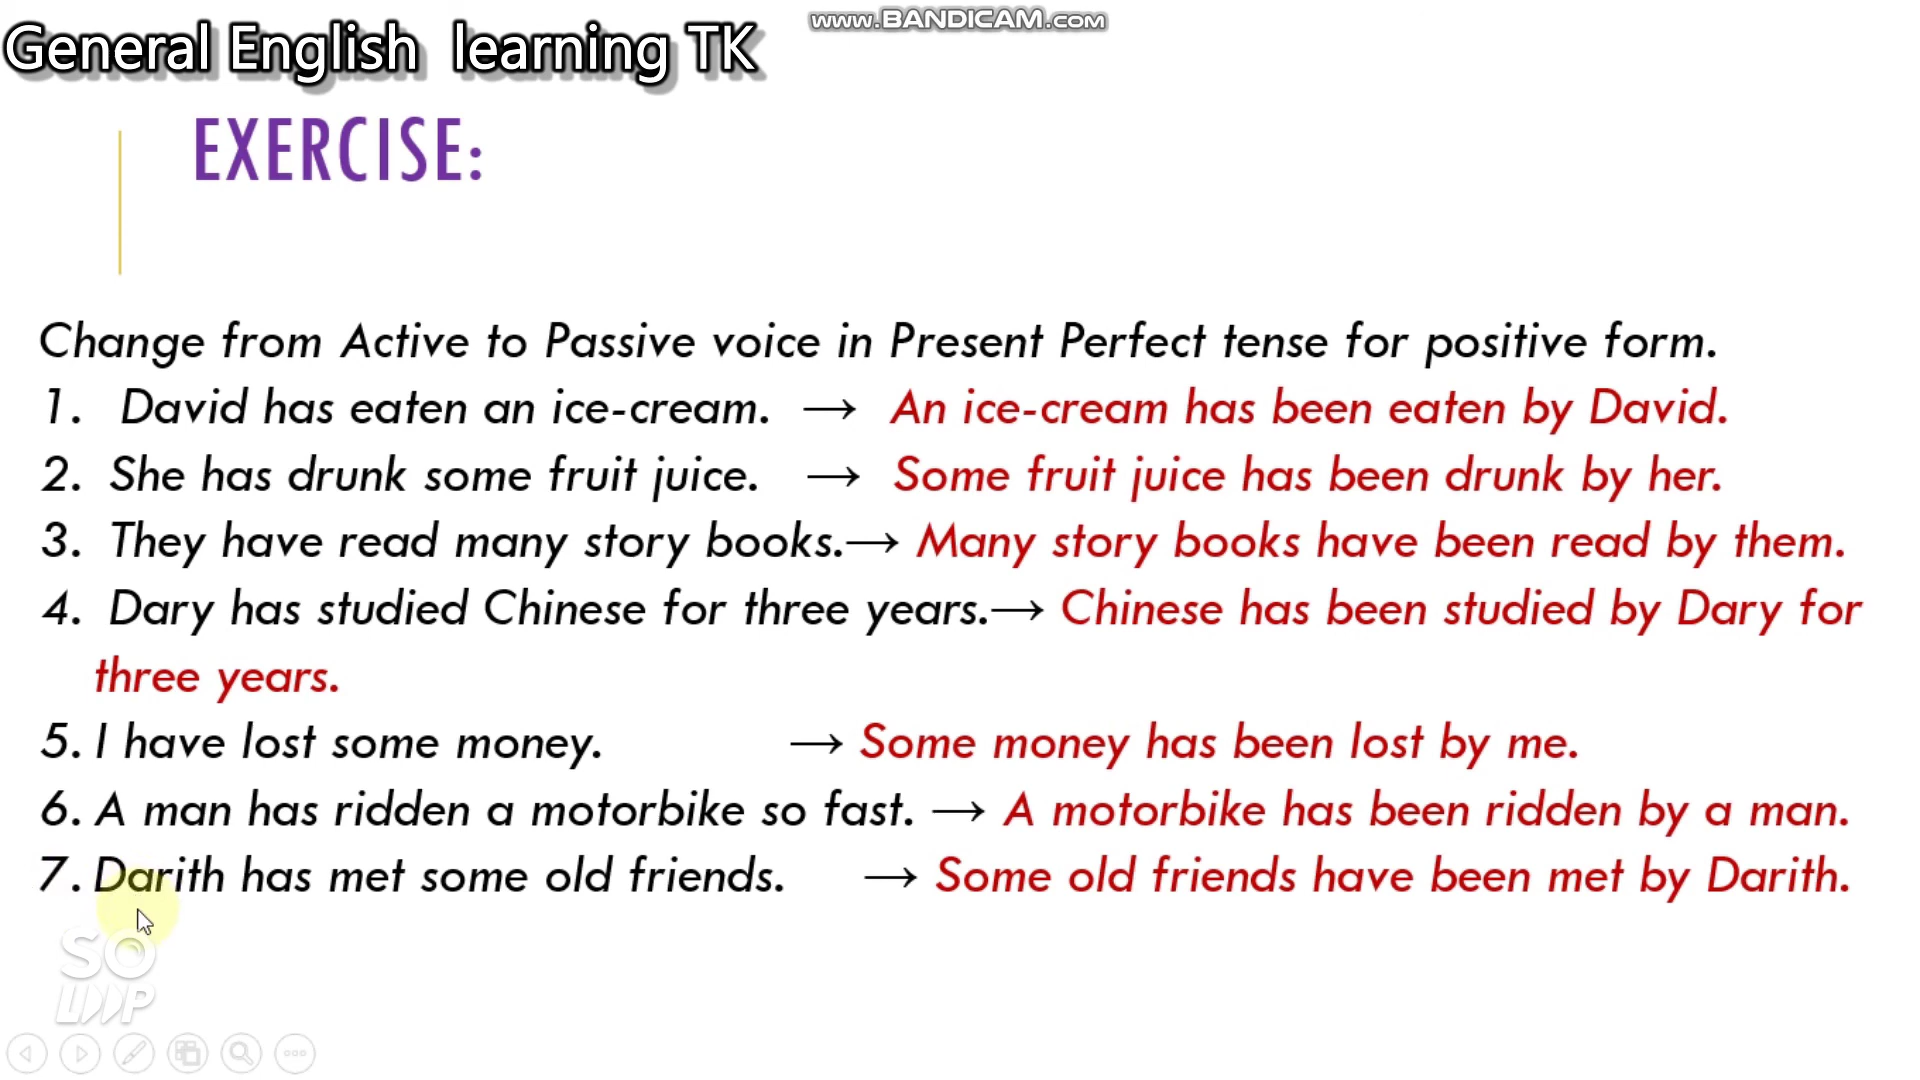 www.BANDICAM.com
General English learning TK
EXERCISE:
Change from Active to Passive voice in Present Perfect tense for positive form.
1. David has eaten an ice-cream. → An ice-cream has been eaten by David.
2. She has drunk some fruit juice. → Some fruit juice has been drunk by her.
3. They have read many story books.→ Many story books have been read by them.
4. Dary has studied Chinese for three years.→ Chinese has been studied by Dary for
three years.
5. I have lost some money. → Some money has been lost by me.
6. A man has ridden a motorbike so fast. → A motorbike has been ridden by a man.
7. Darith has met some old friends. → Some old friends have been met by Darith.
SO